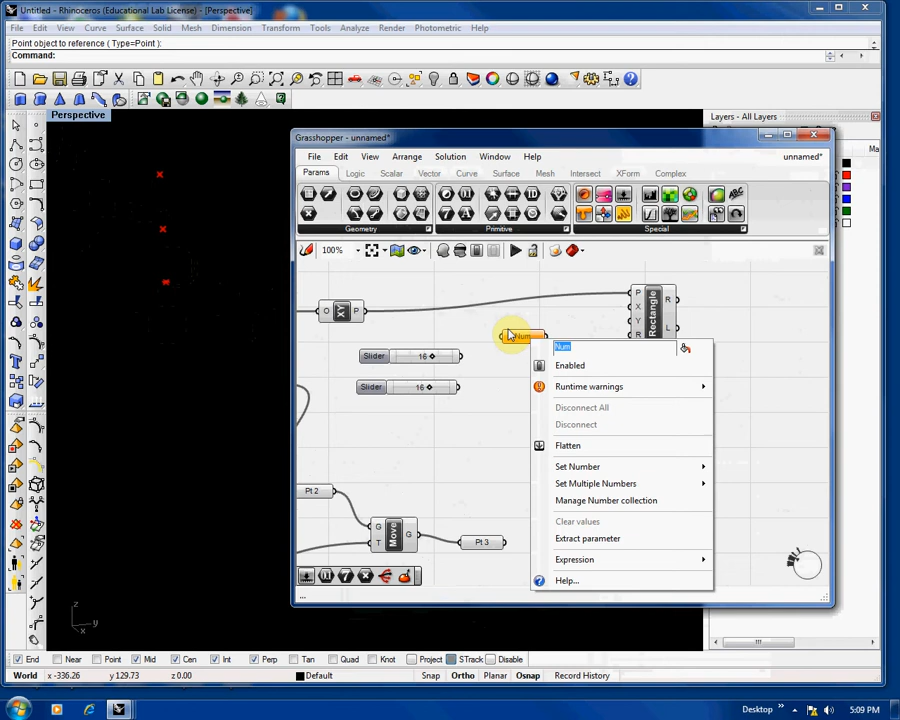 Untitled - Rhinoceros (Educational Lab License) - [Perspective]
File Edit View Curve Surface Solid Mesh Dimension Transform Tools Analyze Render Photometric Help
Point object to reference ( Type=Point ):
Command:
Perspective
Layers - All Layers
Grasshopper - unnamed*
File Edit View Arrange Solution Window Help unnamed*
Params Logic Scalar Vector Curve Surface Mesh Intersect XForm Complex
Geometry Primitive Special
100%
O XY P
P X Y R Rectangle R L
Num
Slider 16
Slider 16
Num
Enabled
Runtime warnings
Disconnect All
Disconnect
Flatten
Set Number
Set Multiple Numbers
Manage Number collection
Clear values
Extract parameter
Expression
Help...
Pt 2
G T Move G
Pt 3
...
z
y
x
End Near Point Mid Cen Int Perp Tan Quad Knot Project STrack Disable
World x -336.26 y 129.73 z 0.00 Default Snap Ortho Planar Osnap Record History
Desktop 5:09 PM